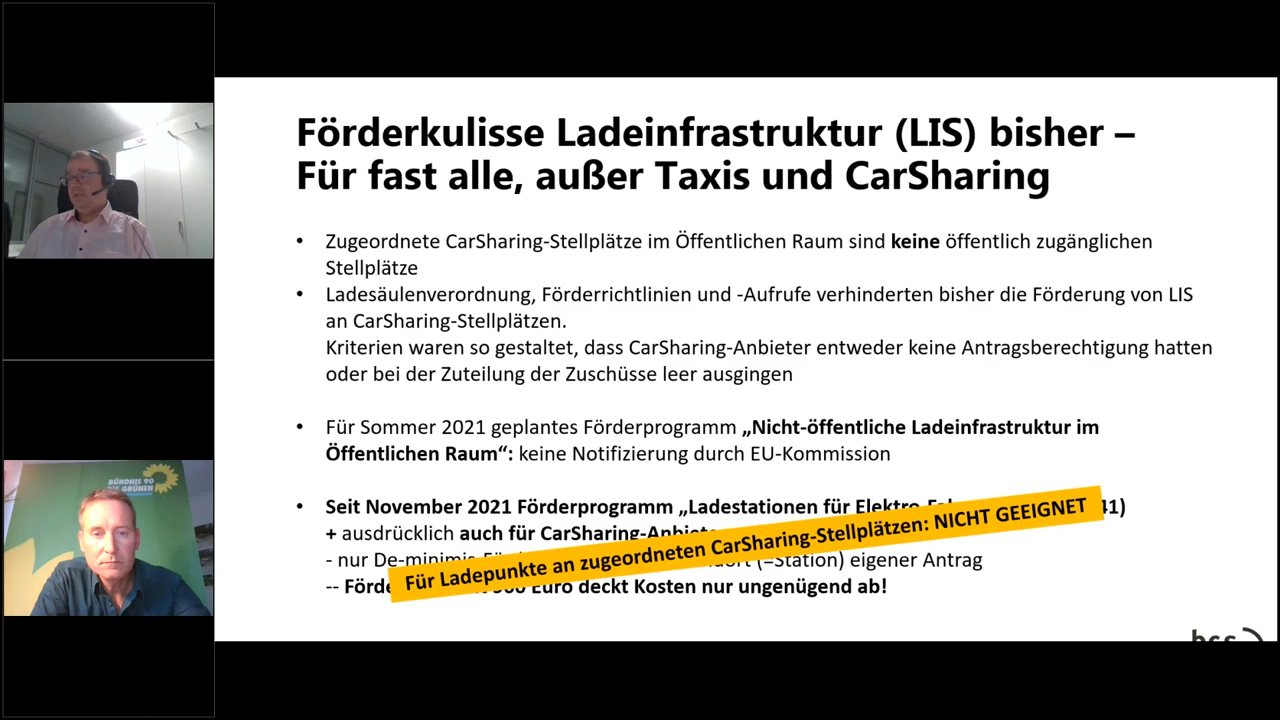 Förderkulisse Ladeinfrastruktur (LIS) bisher –
Für fast alle, außer Taxis und CarSharing
• Zugeordnete CarSharing-Stellplätze im Öffentlichen Raum sind keine öffentlich zugänglichen
Stellplätze
• Ladesäulenverordnung, Förderrichtlinien und -Aufrufe verhinderten bisher die Förderung von LIS
an CarSharing-Stellplätzen.
Kriterien waren so gestaltet, dass CarSharing-Anbieter entweder keine Antragsberechtigung hatten
oder bei der Zuteilung der Zuschüsse leer ausgingen
• Für Sommer 2021 geplantes Förderprogramm „Nicht-öffentliche Ladeinfrastruktur im
Öffentlichen Raum“: keine Notifizierung durch EU-Kommission
• Seit November 2021 Förderprogramm „Ladestationen für Elektro 41)
+ ausdrücklich auch für CarSharing-Anbieter
- nur De-minimis (=Station) eigener Antrag
-- Euro deckt Kosten nur ungenügend ab!
Für Ladepunkte an zugeordneten CarSharing-Stellplätzen: NICHT GEEIGNET
BÜNDNIS 90
DIE GRÜNEN
bcs